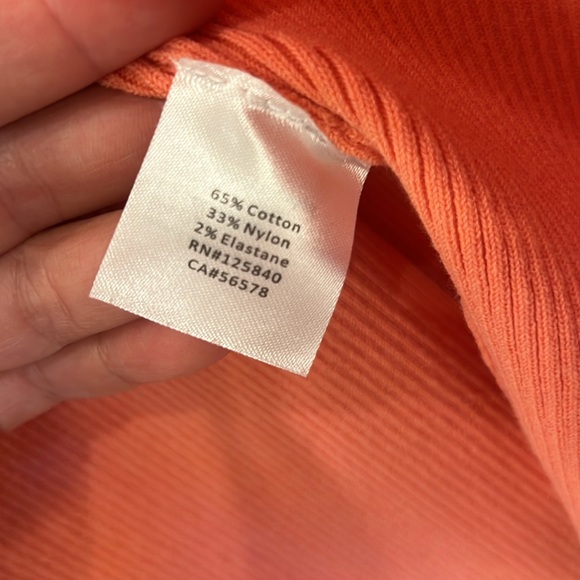 65% Cotton
33% Nylon
2% Elastane
RN#125840
CA#56578